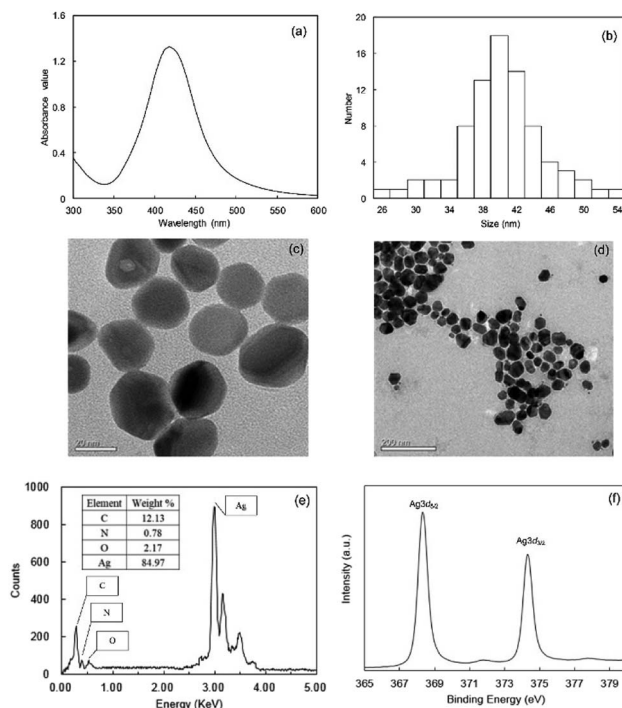 (a)
1.6
1.2
0.8
0.4
0
300 350 400 450 500 550 600
Wavelength (nm)
Absorbance value
(b)
20
16
12
8
4
0
26 30 34 38 42 46 50 54
Size (nm)
Number
(c)
20 nm
(d)
200 nm
(e)
1000
800
600
400
200
0
0.00 1.00 2.00 3.00 4.00 5.00
Energy (KeV)
Counts
Element Weight %
C 12.13
N 0.78
O 2.17
Ag 84.97
Ag
C
N
O
(f)
Ag3d5/2
Ag3d3/2
365 367 369 371 373 375 377 379
Binding Energy (eV)
Intensity (a.u.)